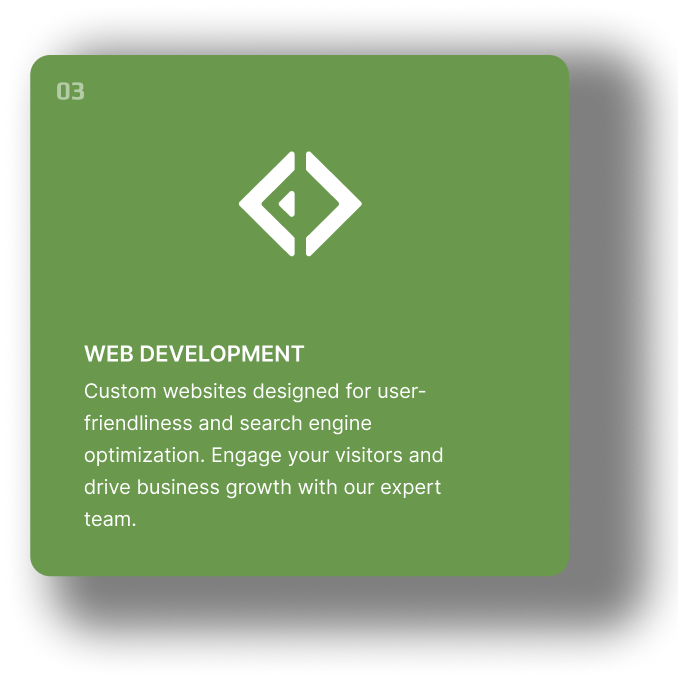 03
WEB DEVELOPMENT
Custom websites designed for user-
friendliness and search engine
optimization. Engage your visitors and
drive business growth with our expert
team.